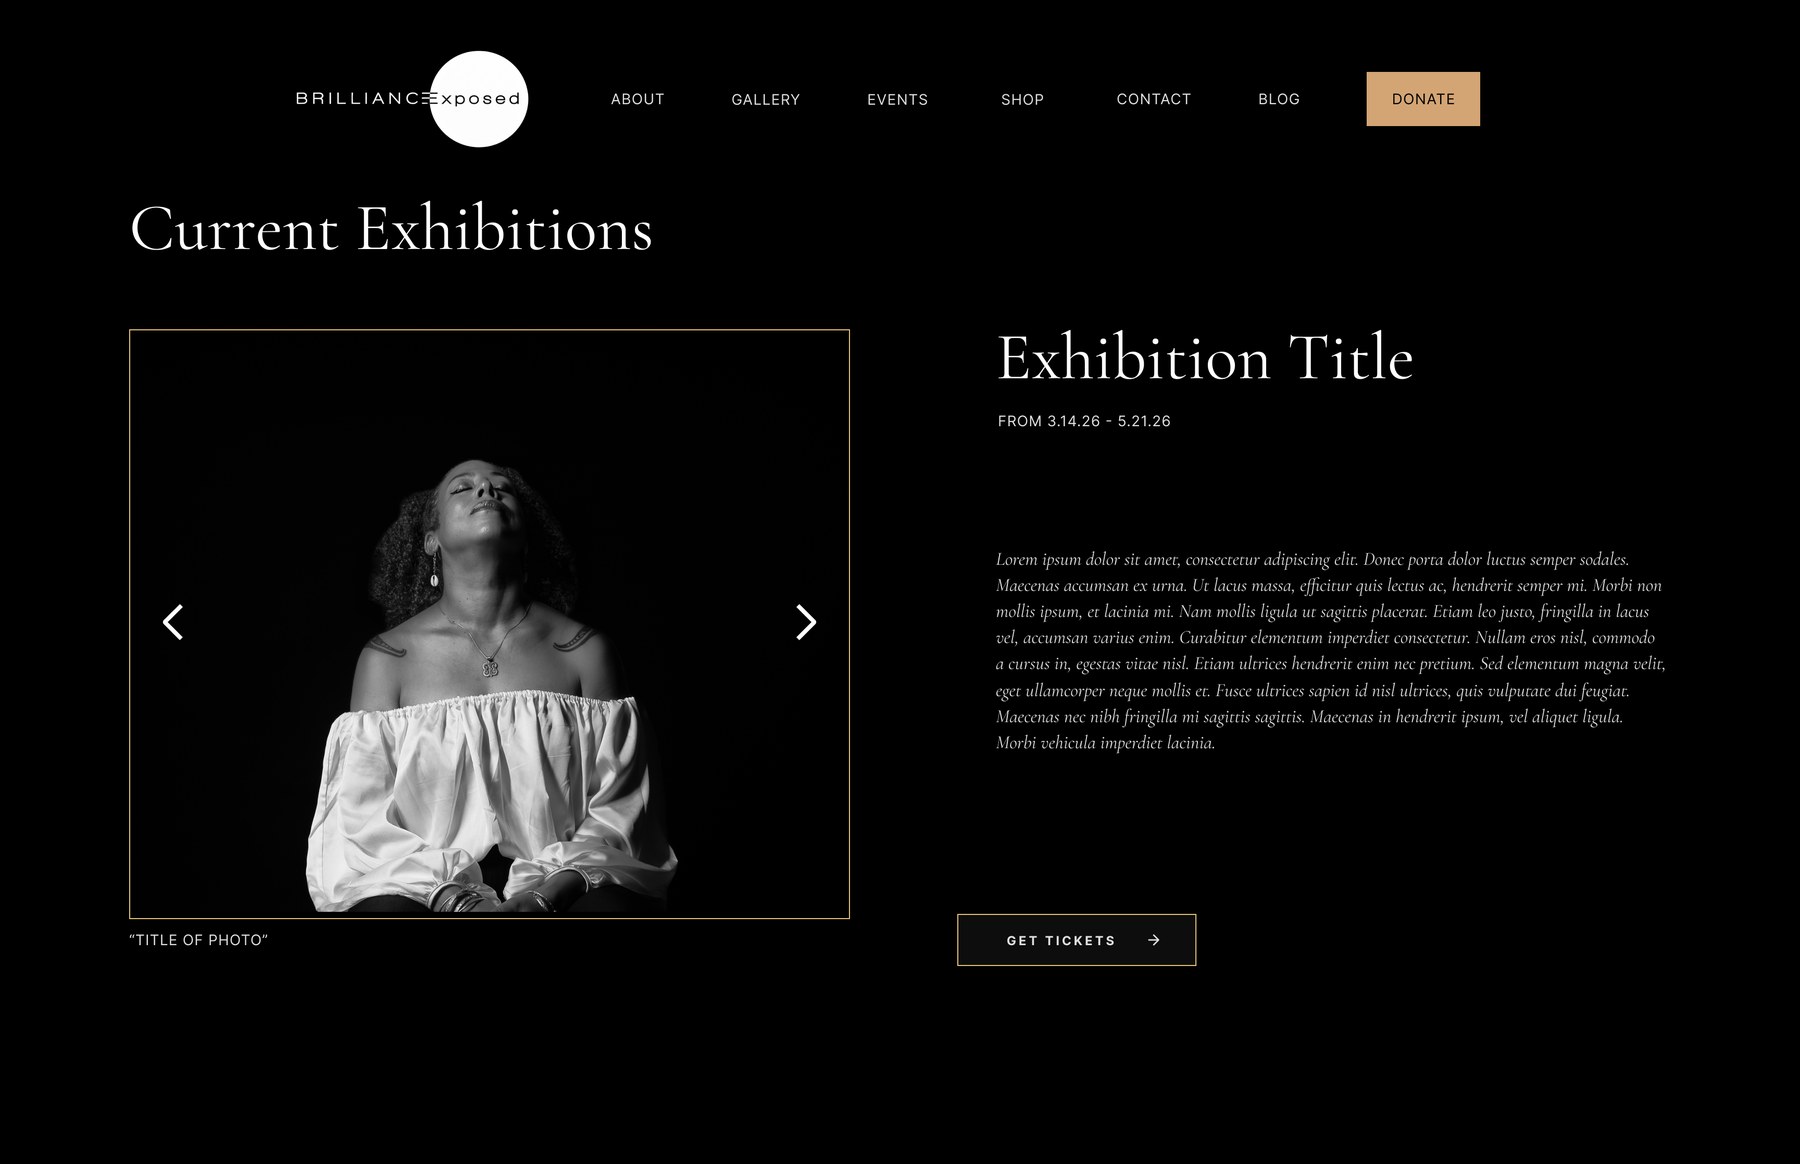 BRILLIANCExposed
ABOUT
GALLERY
EVENTS
SHOP
CONTACT
BLOG
DONATE
Current Exhibitions
Exhibition Title
FROM 3.14.26 - 5.21.26
Lorem ipsum dolor sit amet, consectetur adipiscing elit. Donec porta dolor luctus semper sodales.
Maecenas accumsan ex urna. Ut lacus massa, efficitur quis lectus ac, hendrerit semper mi. Morbi non
mollis ipsum, et lacinia mi. Nam mollis ligula ut sagittis placerat. Etiam leo justo, fringilla in lacus
vel, accumsan varius enim. Curabitur elementum imperdiet consectetur. Nullam eros nisl, commodo
a cursus in, egestas vitae nisl. Etiam ultrices hendrerit enim nec pretium. Sed elementum magna velit,
eget ullamcorper neque mollis et. Fusce ultrices sapien id nisl ultrices, quis vulputate dui feugiat.
Maecenas nec nibh fringilla mi sagittis sagittis. Maecenas in hendrerit ipsum, vel aliquet ligula.
Morbi vehicula imperdiet lacinia.
“TITLE OF PHOTO”
GET TICKETS